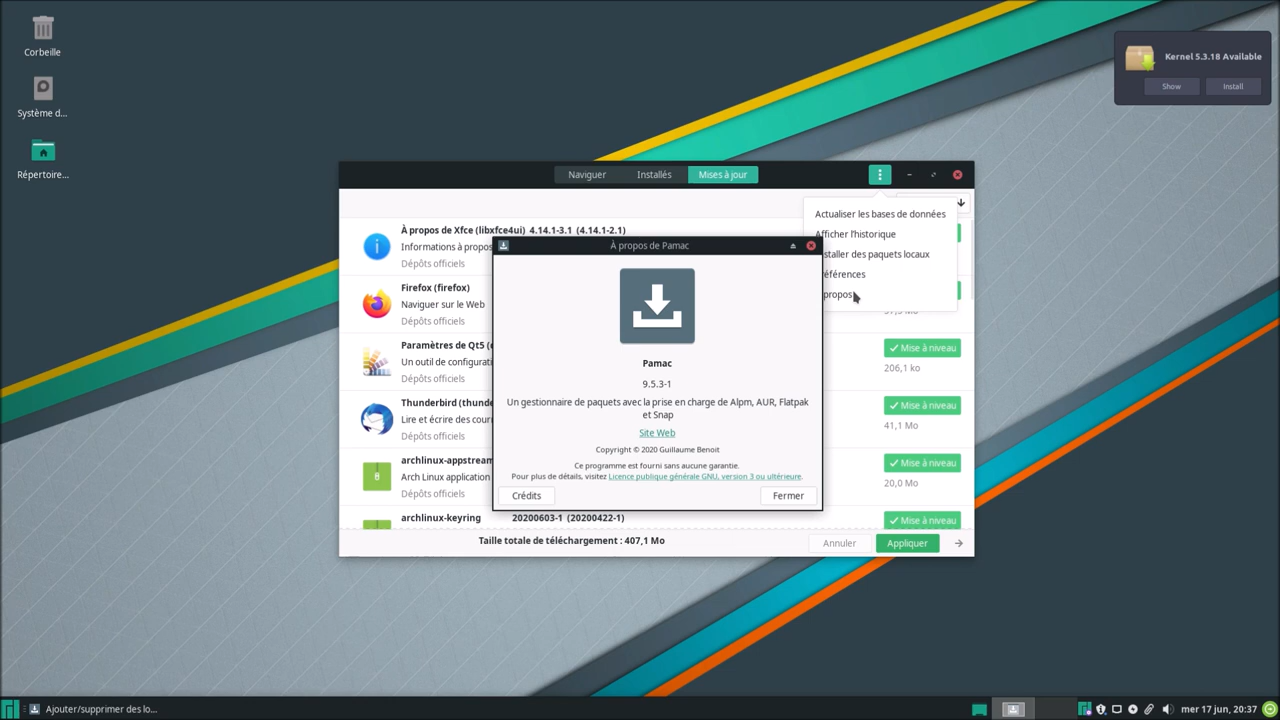 Corbeille
Système d...
Répertoire...
Kernel 5.3.18 Available
Show
Install
Naviguer
Installés
Mises à jour
Actualiser les bases de données
Afficher l'historique
staller des paquets locaux
éférences
propos
À propos de Xfce (libxfce4ui) 4.14.1-3.1 (4.14.1-2.1)
Informations à propos
Dépôts officiels
Firefox (firefox)
Naviguer sur le Web
Dépôts officiels
Paramètres de Qt5 (
Un outil de configurati
Dépôts officiels
Mise à niveau
206,1 ko
Thunderbird (thunde
Lire et écrire des cour
Dépôts officiels
Mise à niveau
41,1 Mo
archlinux-appstream
Arch Linux application
Dépôts officiels
Mise à niveau
20,0 Mo
archlinux-keyring 20200603-1 (20200422-1)
Mise à niveau
À propos de Pamac
Pamac
9.5.3-1
Un gestionnaire de paquets avec la prise en charge de Alpm, AUR, Flatpak
et Snap
Site Web
Copyright © 2020 Guillaume Benoit
Ce programme est fourni sans aucune garantie.
Pour plus de détails, visitez Licence publique générale GNU, version 3 ou ultérieure.
Crédits
Fermer
Taille totale de téléchargement : 407,1 Mo
Annuler
Appliquer
Ajouter/supprimer des lo...
mer 17 jun, 20:37